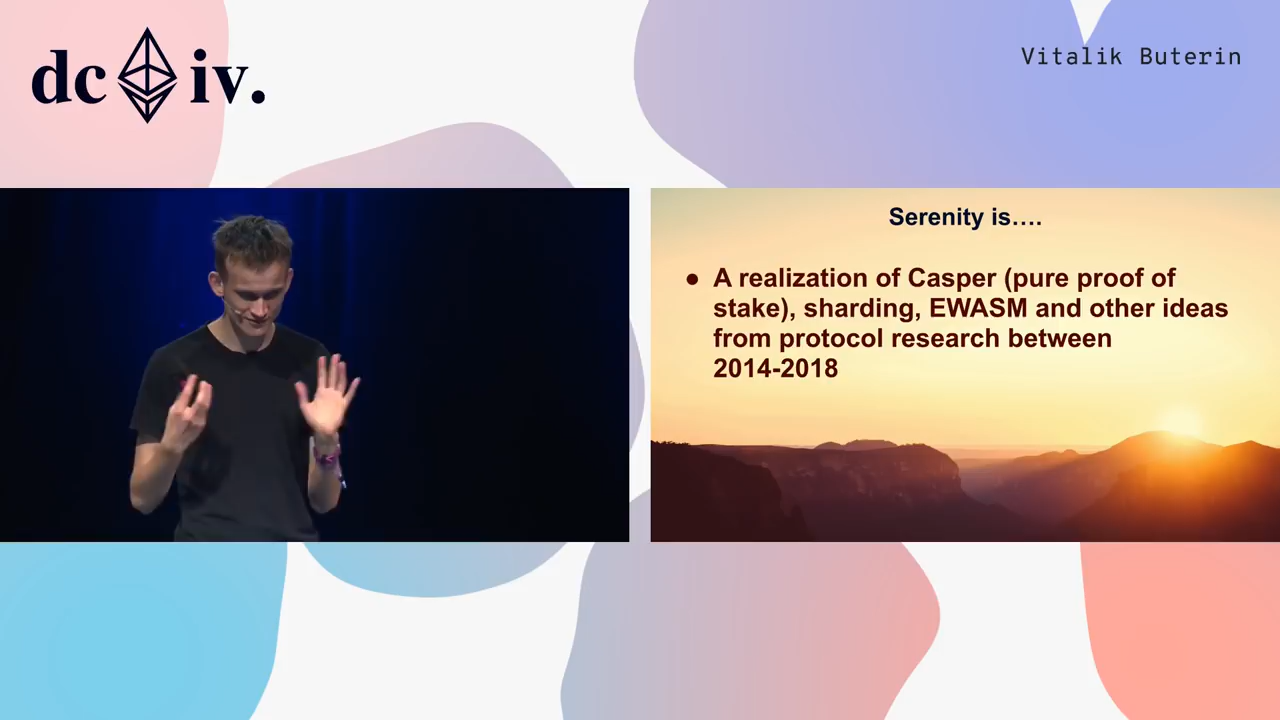 dc iv.
Vitalik Buterin
Serenity is....
● A realization of Casper (pure proof of
stake), sharding, EWASM and other ideas
from protocol research between
2014-2018